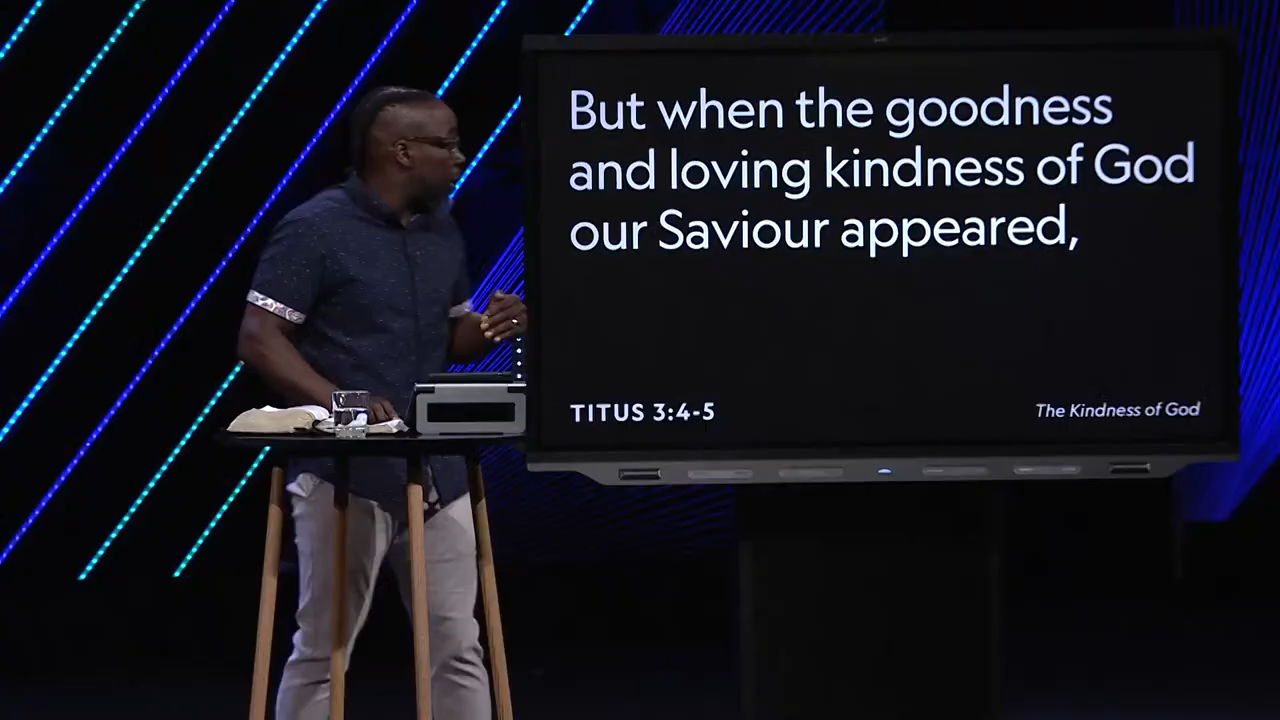 But when the goodness
and loving kindness of God
our Saviour appeared,
TITUS 3:4-5
The Kindness of God